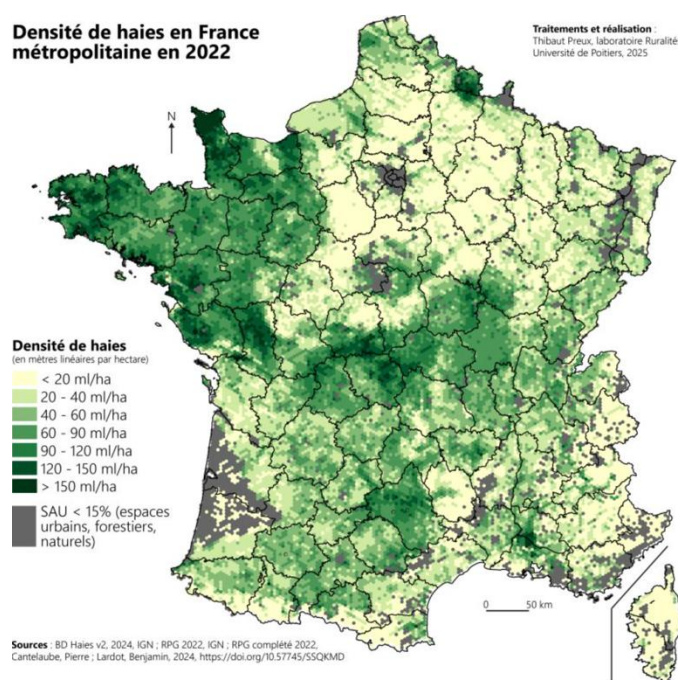 Densité de haies en France
métropolitaine en 2022
Traitements et réalisation :
Thibaut Preux, laboratoire Ruralité
Université de Poitiers, 2025
N
Densité de haies
(en mètres linéaires par hectare)
< 20 ml/ha
20 - 40 ml/ha
40 - 60 ml/ha
60 - 90 ml/ha
90 - 120 ml/ha
120 - 150 ml/ha
> 150 ml/ha
SAU < 15% (espaces
urbains, forestiers,
naturels)
0 50 km
Sources : BD Haies v2, 2024, IGN ; RPG 2022, IGN ; RPG complété 2022,
Cantelaube, Pierre ; Lardot, Benjamin, 2024, https://doi.org/10.57745/SSQKMD